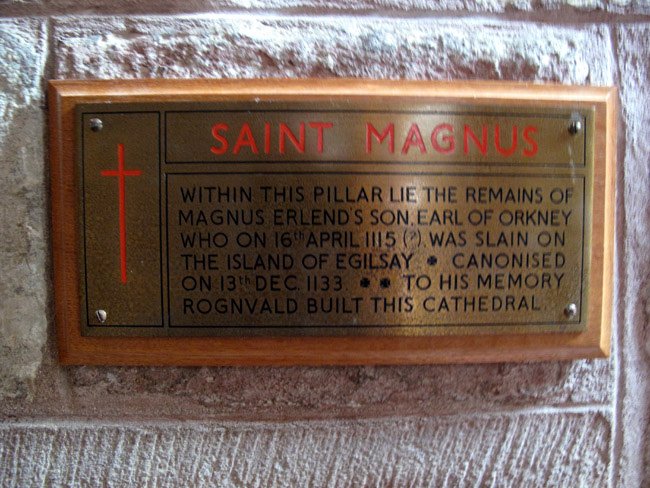 SAINT MAGNUS
WITHIN THIS PILLAR LIE THE REMAINS OF
MAGNUS ERLEND'S SON, EARL OF ORKNEY
WHO ON 16th APRIL 1115 (?). WAS SLAIN ON
THE ISLAND OF EGILSAY • CANONISED
ON 13th DEC. 1133. • • TO HIS MEMORY
ROGNVALD BUILT THIS CATHEDRAL.